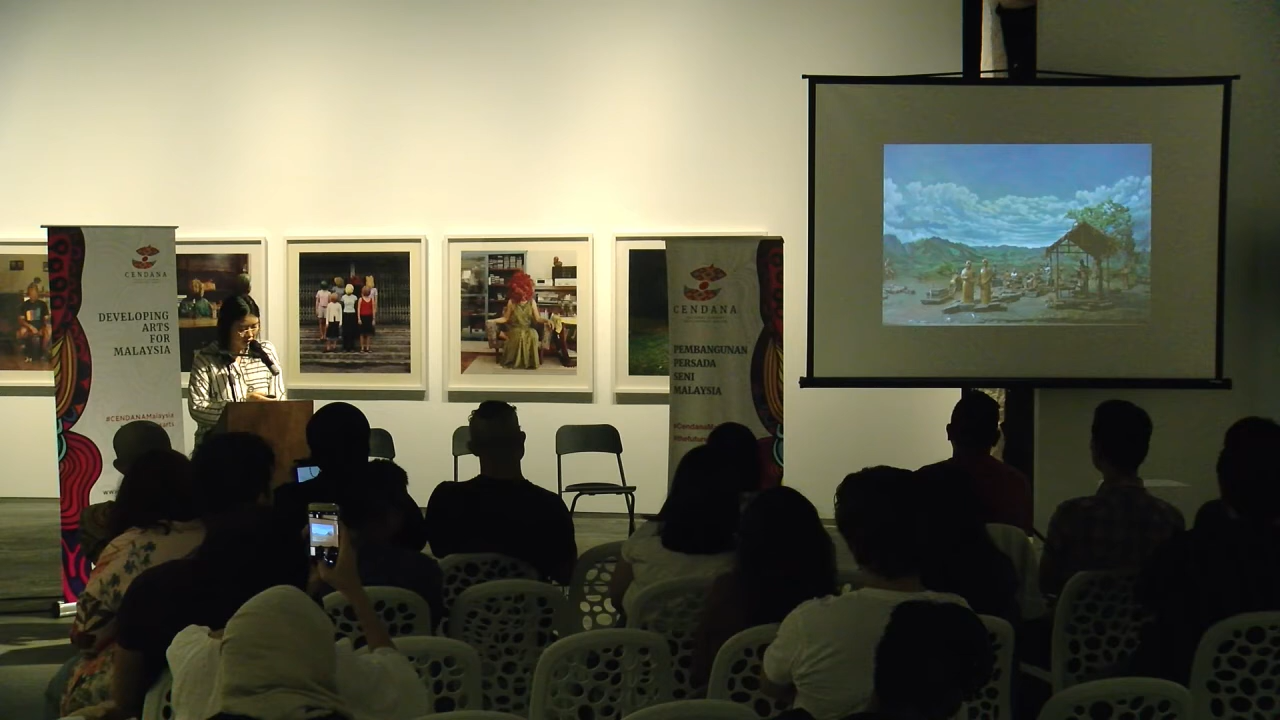 CENDANA
DEVELOPING
ARTS
FOR
MALAYSIA
#CENDANAMalaysia
CENDANA
PEMBANGUNAN
PERSADA
SENI
MALAYSIA